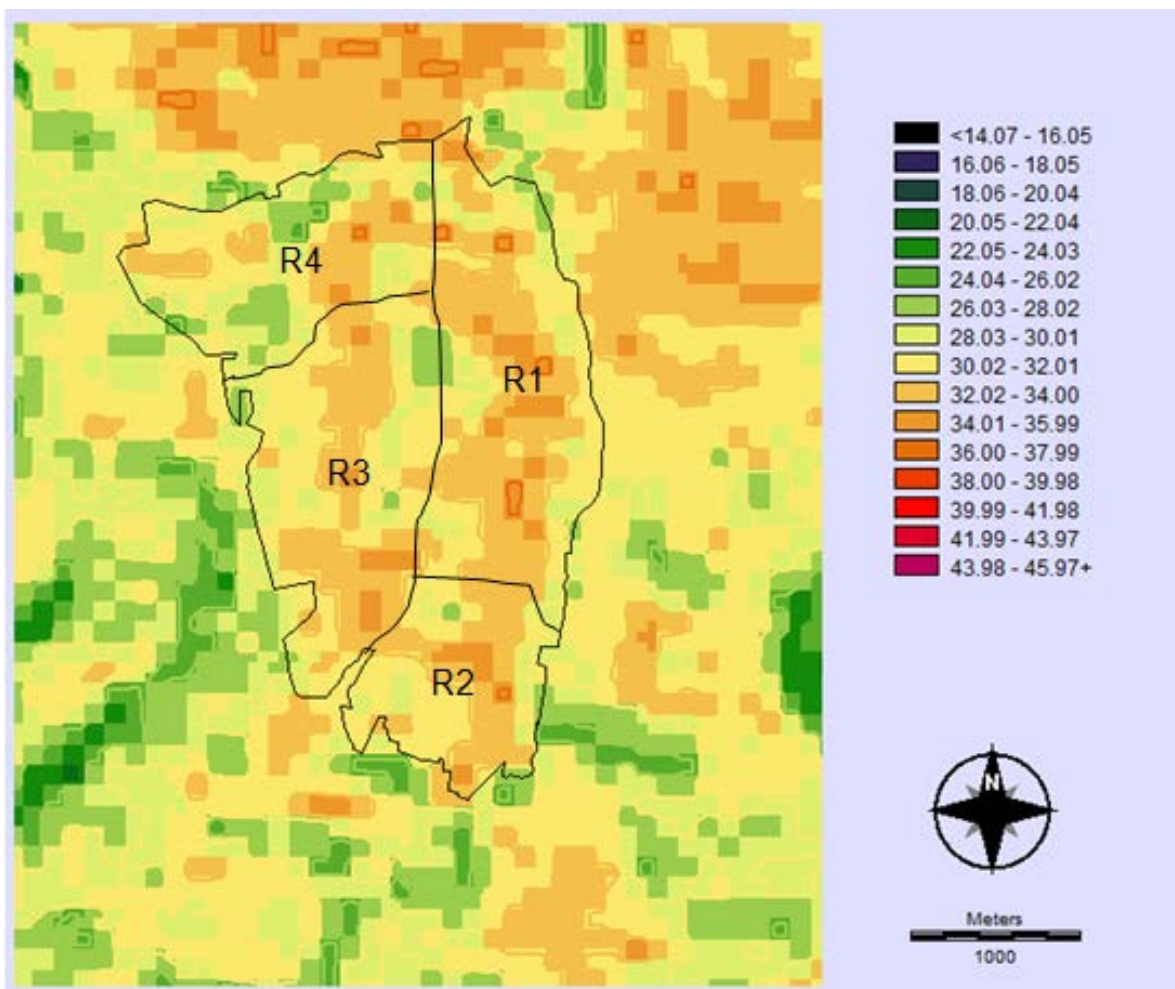 R4
R1
R3
R2
<14.07 - 16.05
16.06 - 18.05
18.06 - 20.04
20.05 - 22.04
22.05 - 24.03
24.04 - 26.02
26.03 - 28.02
28.03 - 30.01
30.02 - 32.01
32.02 - 34.00
34.01 - 35.99
36.00 - 37.99
38.00 - 39.98
39.99 - 41.98
41.99 - 43.97
43.98 - 45.97+
N
Meters
1000